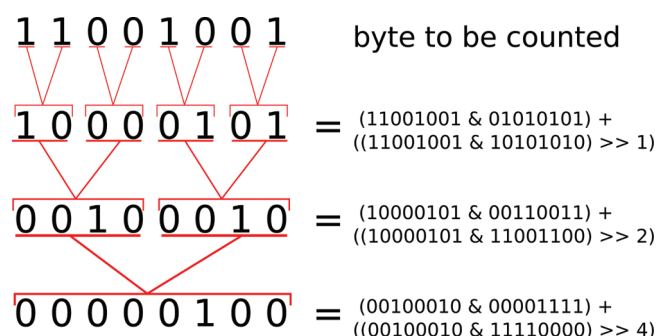 1 1 0 0 1 0 0 1 byte to be counted
1 0 0 0 0 1 0 1 = (11001001 & 01010101) +
((11001001 & 10101010) >> 1)
0 0 1 0 0 0 1 0 = (10000101 & 00110011) +
((10000101 & 11001100) >> 2)
0 0 0 0 0 1 0 0 = (00100010 & 00001111) +
((00100010 & 11110000) >> 4)